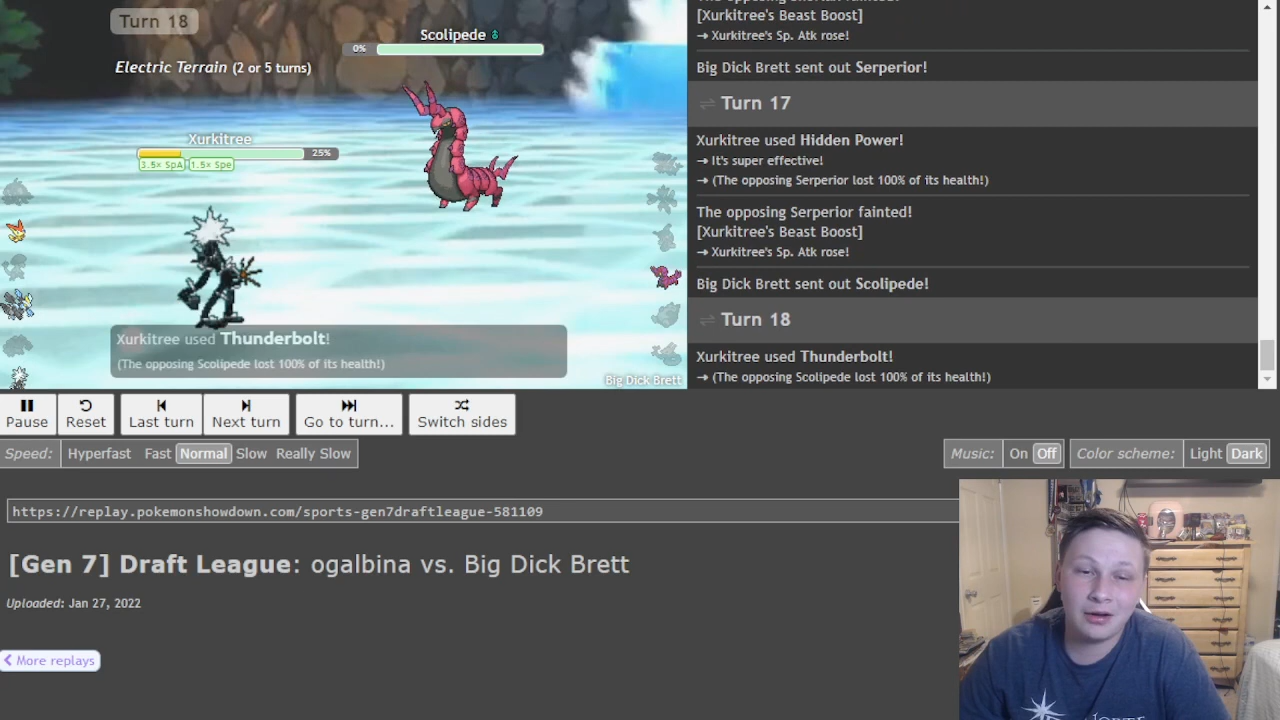 Turn 18
Electric Terrain (2 or 5 turns)
Scolipede
0%
Xurkitree
25%
3.5× SpA 1.5× Spe
Xurkitree used Thunderbolt!
(The opposing Scolipede lost 100% of its health!)
Big Dick Brett
[Xurkitree's Beast Boost]
→ Xurkitree's Sp. Atk rose!
Big Dick Brett sent out Serperior!
Turn 17
Xurkitree used Hidden Power!
→ It's super effective!
→ (The opposing Serperior lost 100% of its health!)
The opposing Serperior fainted!
[Xurkitree's Beast Boost]
→ Xurkitree's Sp. Atk rose!
Big Dick Brett sent out Scolipede!
Turn 18
Xurkitree used Thunderbolt!
→ (The opposing Scolipede lost 100% of its health!)
Pause Reset Last turn Next turn Go to turn... Switch sides
Speed: Hyperfast Fast Normal Slow Really Slow
Music: On Off Color scheme: Light Dark
https://replay.pokemonshowdown.com/sports-gen7draftleague-581109
[Gen 7] Draft League: ogalbina vs. Big Dick Brett
Uploaded: Jan 27, 2022
More replays